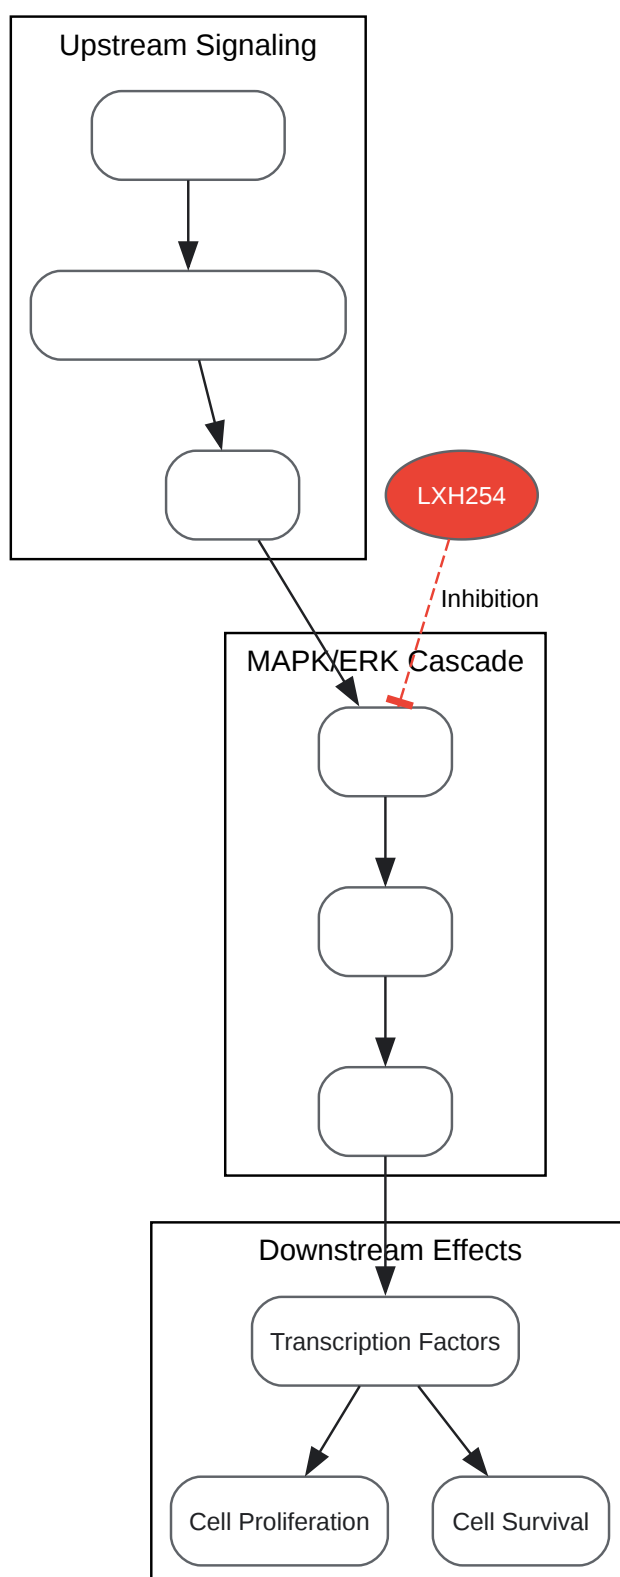 Upstream Signaling
LXH254
Inhibition
MAPK/ERK Cascade
Downstream Effects
Transcription Factors
Cell Proliferation
Cell Survival